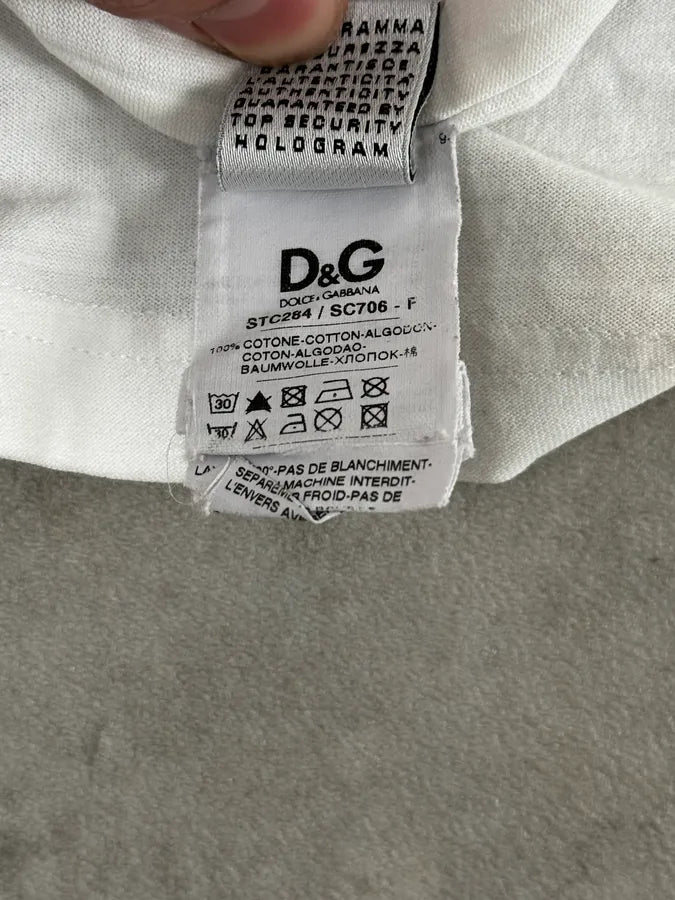 RAMMA
UREZZA
GARANTISCE
L'AUTENTICITÀ
AUTHENTICITY
GUARANTEED BY
TOP SECURITY
HOLOGRAM
D&G
DOLCE & GABBANA
STC284 / SC706 - F
100% COTONE-COTTON-ALGODON-
COTON-ALGODAO-
BAUMWOLLE-ХЛОПОК-棉
30
30
-PAS DE BLANCHIMENT-
MACHINE INTERDIT-
FROID-PAS DE
L'ENVERS